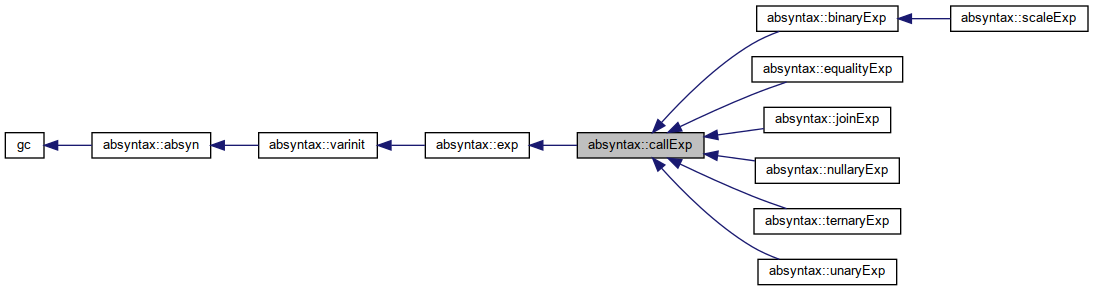 gc
absyntax::absyn
absyntax::varinit
absyntax::exp
absyntax::callExp
absyntax::binaryExp
absyntax::scaleExp
absyntax::equalityExp
absyntax::joinExp
absyntax::nullaryExp
absyntax::ternaryExp
absyntax::unaryExp